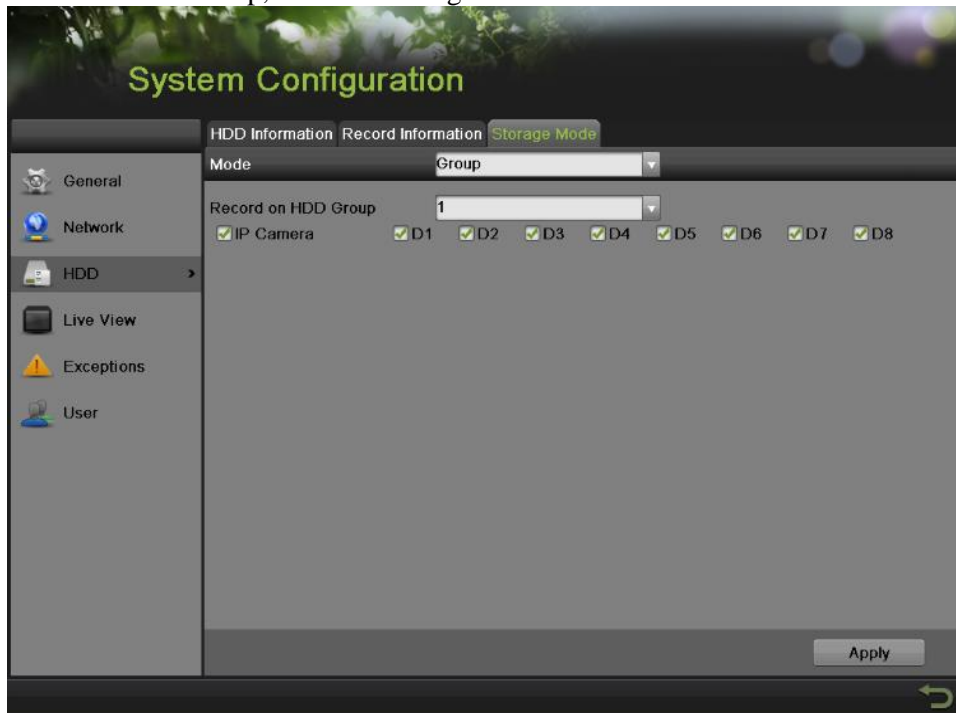 System Configuration
HDD Information Record Information Storage Mode
Mode Group
General
Record on HDD Group 1
Network
IP Camera D1 D2 D3 D4 D5 D6 D7 D8
HDD
Live View
Exceptions
User
Apply